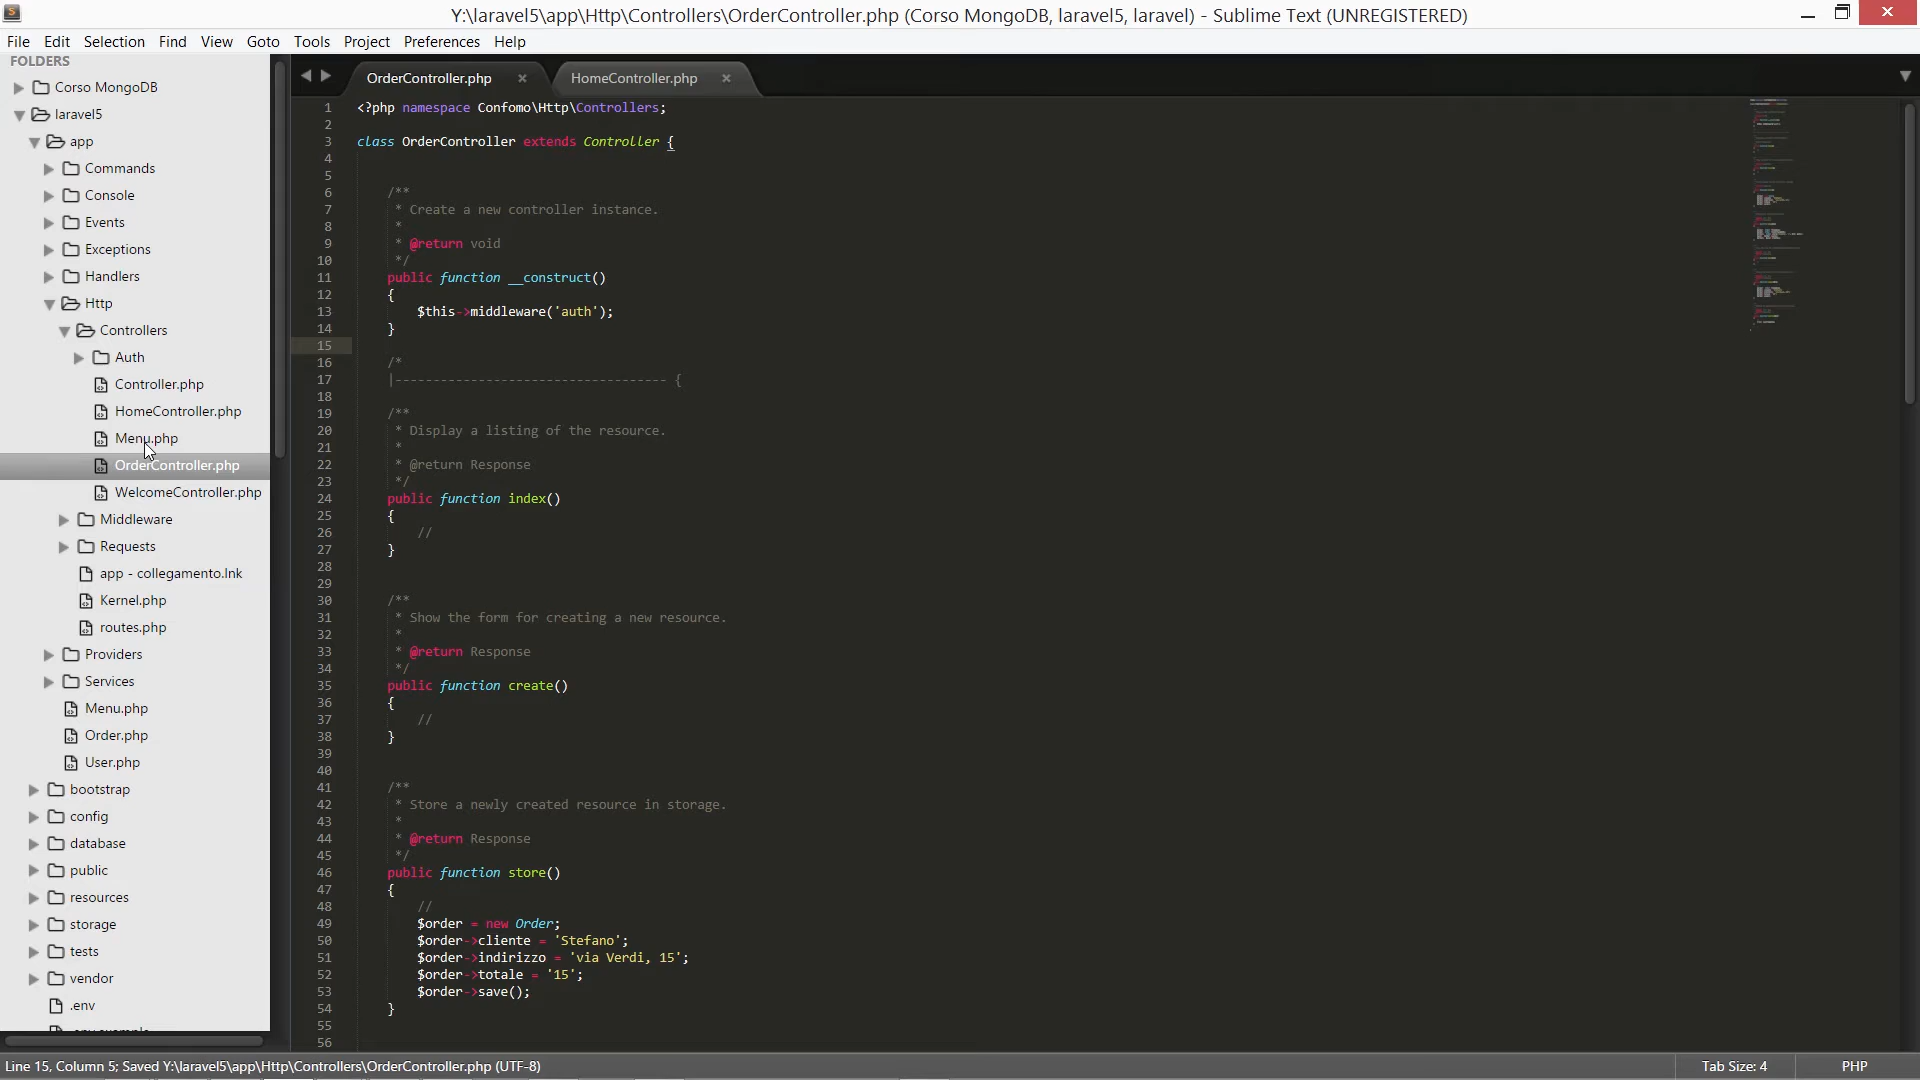 Y:\laravel5\app\Http\Controllers\OrderController.php (Corso MongoDB, laravel5, laravel) - Sublime Text (UNREGISTERED)
File Edit Selection Find View Goto Tools Project Preferences Help
FOLDERS
Corso MongoDB
laravel5
app
Commands
Console
Events
Exceptions
Handlers
Http
Controllers
Auth
Controller.php
HomeController.php
Menu.php
OrderController.php
WelcomeController.php
Middleware
Requests
app - collegamento.lnk
Kernel.php
routes.php
Providers
Services
Menu.php
Order.php
User.php
bootstrap
config
database
public
resources
storage
tests
vendor
.env
OrderController.php × HomeController.php ×
1 <?php namespace Confomo\Http\Controllers;
2
3 class OrderController extends Controller {
4
5
6 /**
7 * Create a new controller instance.
8 *
9 * @return void
10 */
11 public function __construct()
12 {
13 $this->middleware('auth');
14 }
15
16 /*
17 |------------------------------------ {
18
19 /**
20 * Display a listing of the resource.
21 *
22 * @return Response
23 */
24 public function index()
25 {
26 //
27 }
28
29
30 /**
31 * Show the form for creating a new resource.
32 *
33 * @return Response
34 */
35 public function create()
36 {
37 //
38 }
39
40
41 /**
42 * Store a newly created resource in storage.
43 *
44 * @return Response
45 */
46 public function store()
47 {
48 //
49 $order = new Order;
50 $order->cliente = 'Stefano';
51 $order->indirizzo = 'via Verdi, 15';
52 $order->totale = '15';
53 $order->save();
54 }
55
56
Line 15, Column 5; Saved Y:\laravel5\app\Http\Controllers\OrderController.php (UTF-8)
Tab Size: 4
PHP